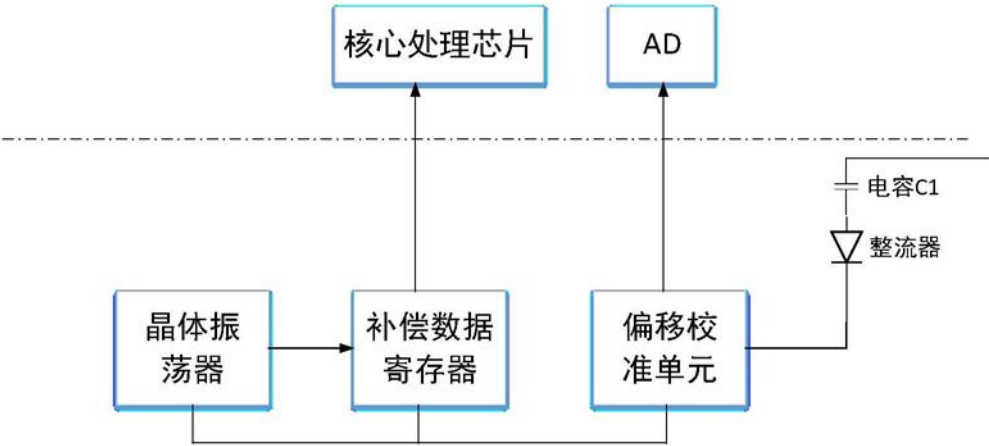 核心处理芯片
AD
电容C1
整流器
晶体振
荡器
补偿数据
寄存器
偏移校
准单元